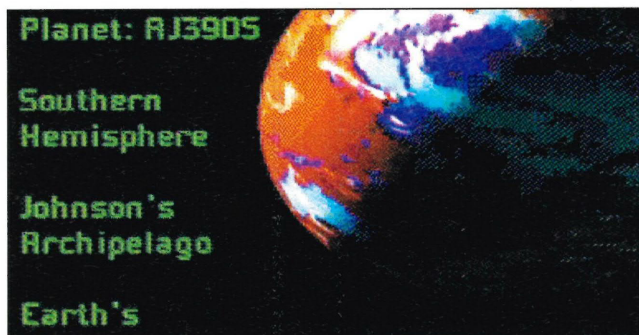 Planet: AJ3905
Southern
Hemisphere
Johnson's
Archipelago
Earth's